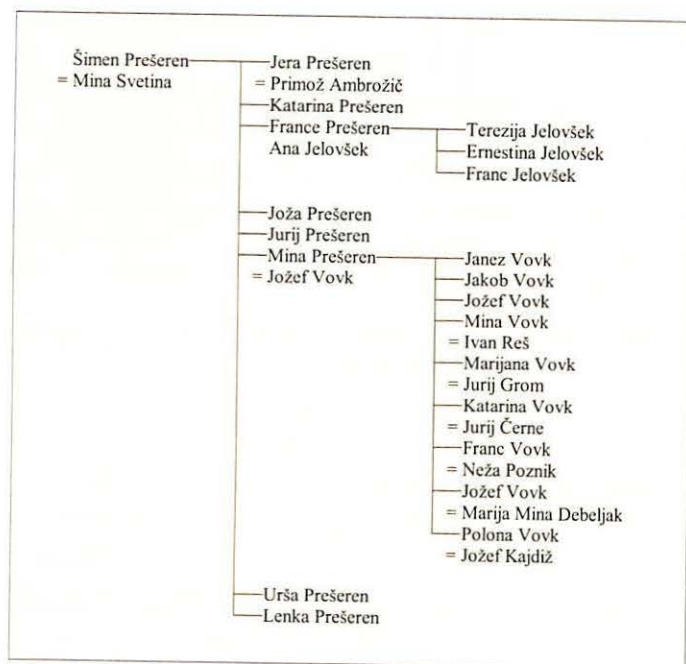 Šimen Prešeren
= Mina Svetina
Jera Prešeren
= Primož Ambrožič
Katarina Prešeren
France Prešeren
Ana Jelovšek
Terezija Jelovšek
Ernestina Jelovšek
Franc Jelovšek
Joža Prešeren
Jurij Prešeren
Mina Prešeren
= Jožef Vovk
Janez Vovk
Jakob Vovk
Jožef Vovk
Mina Vovk
= Ivan Reš
Marijana Vovk
= Jurij Grom
Katarina Vovk
= Jurij Černe
Franc Vovk
= Neža Poznik
Jožef Vovk
= Marija Mina Debeljak
Polona Vovk
= Jožef Kajdiž
Urša Prešeren
Lenka Prešeren